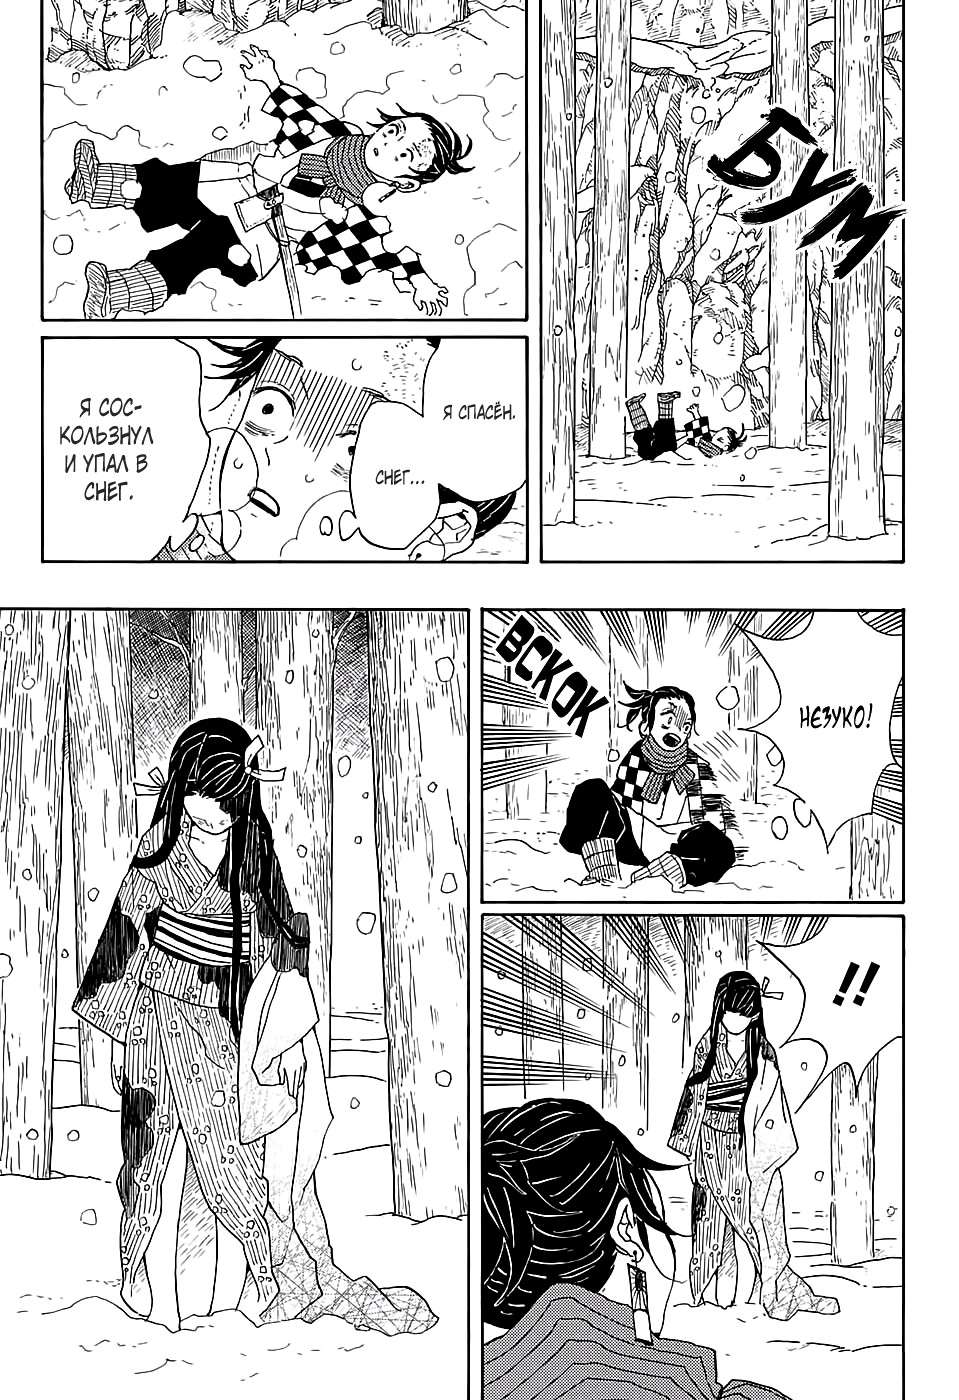 БУМ
Я СПАСЁН.
СНЕГ...
Я СОС-
КОЛЬЗНУЛ
И УПАЛ В
СНЕГ.
НЕЗУКО!
ВСКОК
!!